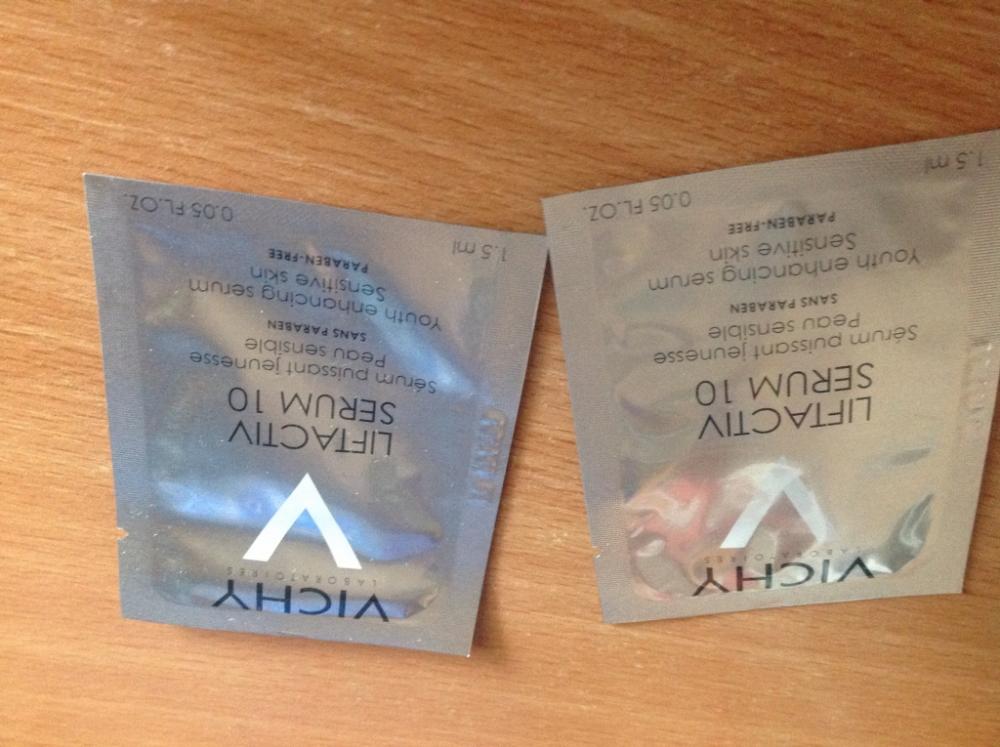 VICHY
LABORATOIRES
LIFTACTIV
SERUM 10
Sérum puissant jeunesse
Peau sensible
SANS PARABEN
Youth enhancing serum
Sensitive skin
PARABEN-FREE
1.5 ml 0.05 FL.OZ.
VICHY
LABORATOIRES
LIFTACTIV
SERUM 10
Sérum puissant jeunesse
Peau sensible
SANS PARABEN
Youth enhancing serum
Sensitive skin
PARABEN-FREE
1.5 ml 0.05 FL.OZ.